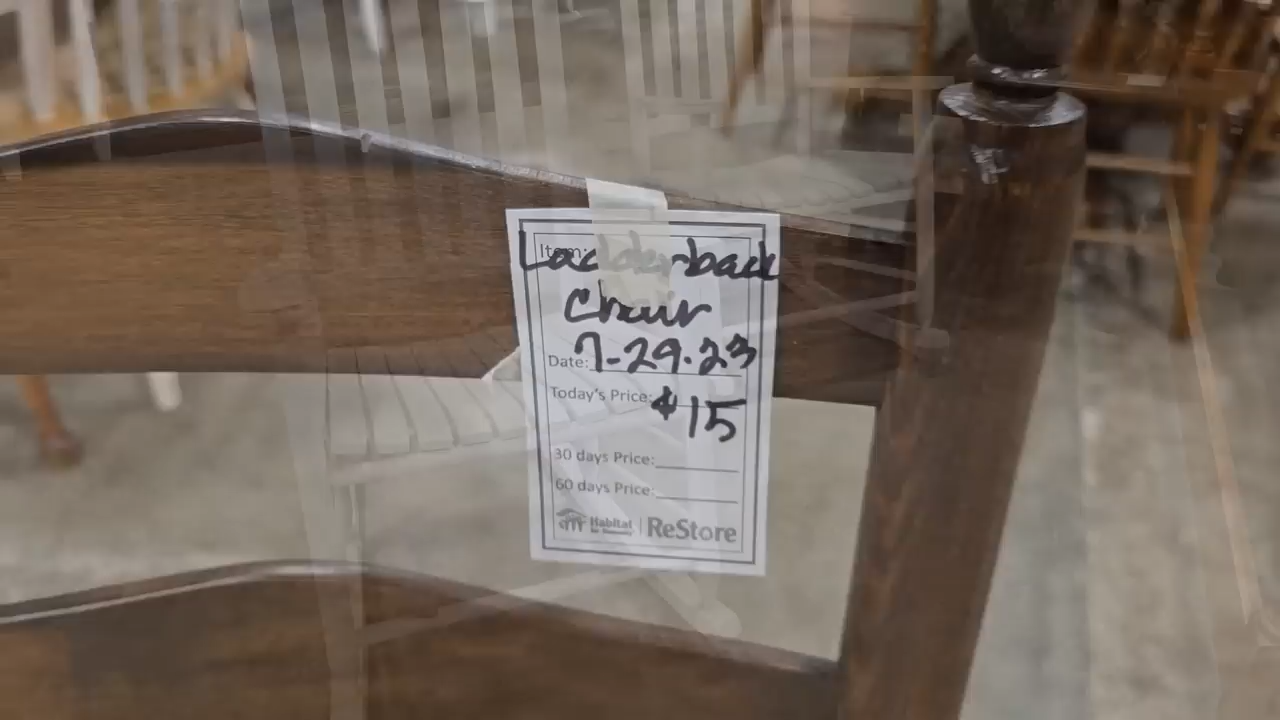 Item: Ladderback
Chair
Date: 7-29-23
Today's Price: $15
30 days Price:
60 days Price:
Habitat for Humanity | ReStore